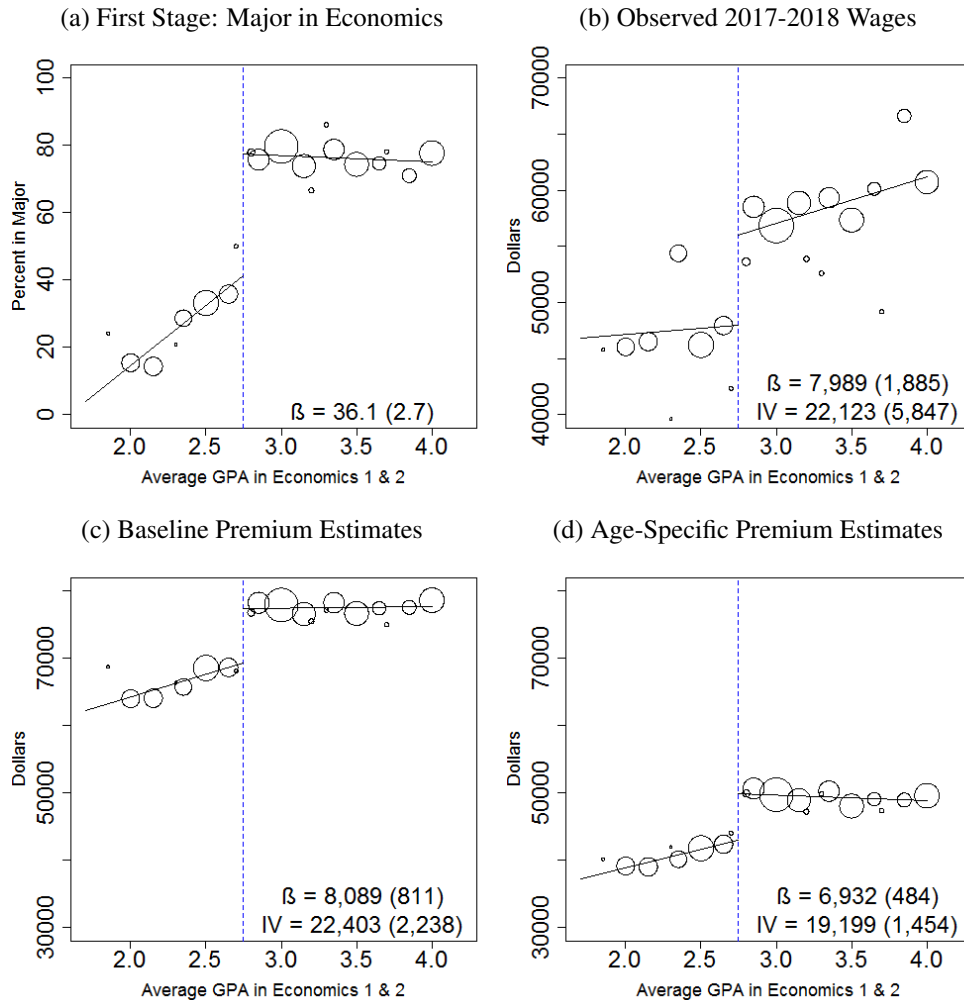 (a) First Stage: Major in Economics
100
80
60
40
20
0
Percent in Major
ß = 36.1 (2.7)
2.0 2.5 3.0 3.5 4.0
Average GPA in Economics 1 & 2
(b) Observed 2017-2018 Wages
70000
60000
50000
40000
Dollars
ß = 7,989 (1,885)
IV = 22,123 (5,847)
2.0 2.5 3.0 3.5 4.0
Average GPA in Economics 1 & 2
(c) Baseline Premium Estimates
70000
50000
30000
Dollars
ß = 8,089 (811)
IV = 22,403 (2,238)
2.0 2.5 3.0 3.5 4.0
Average GPA in Economics 1 & 2
(d) Age-Specific Premium Estimates
70000
50000
30000
Dollars
ß = 6,932 (484)
IV = 19,199 (1,454)
2.0 2.5 3.0 3.5 4.0
Average GPA in Economics 1 & 2